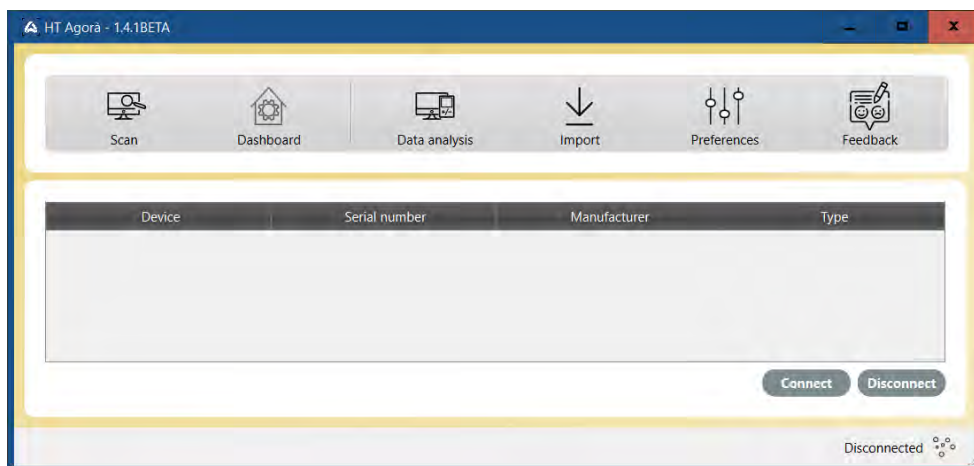 HT Agorà - 1.4.1BETA
Scan Dashboard Data analysis Import Preferences Feedback
Device Serial number Manufacturer Type
Connect Disconnect
Disconnected